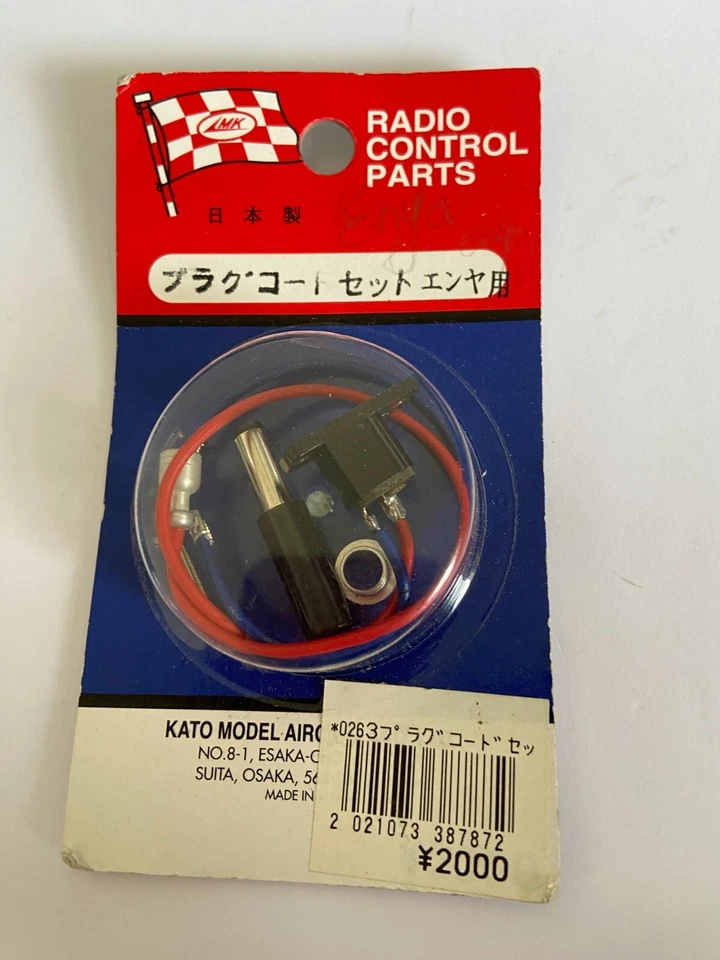 LMK
RADIO
CONTROL
PARTS
日本製
Enya
プラグコード セット エンヤ用
KATO MODEL AIRC
NO.8-1, ESAKA-C
SUITA, OSAKA, 56
MADE IN
*0263プラグコードセッ
2 021073 387872
¥2000